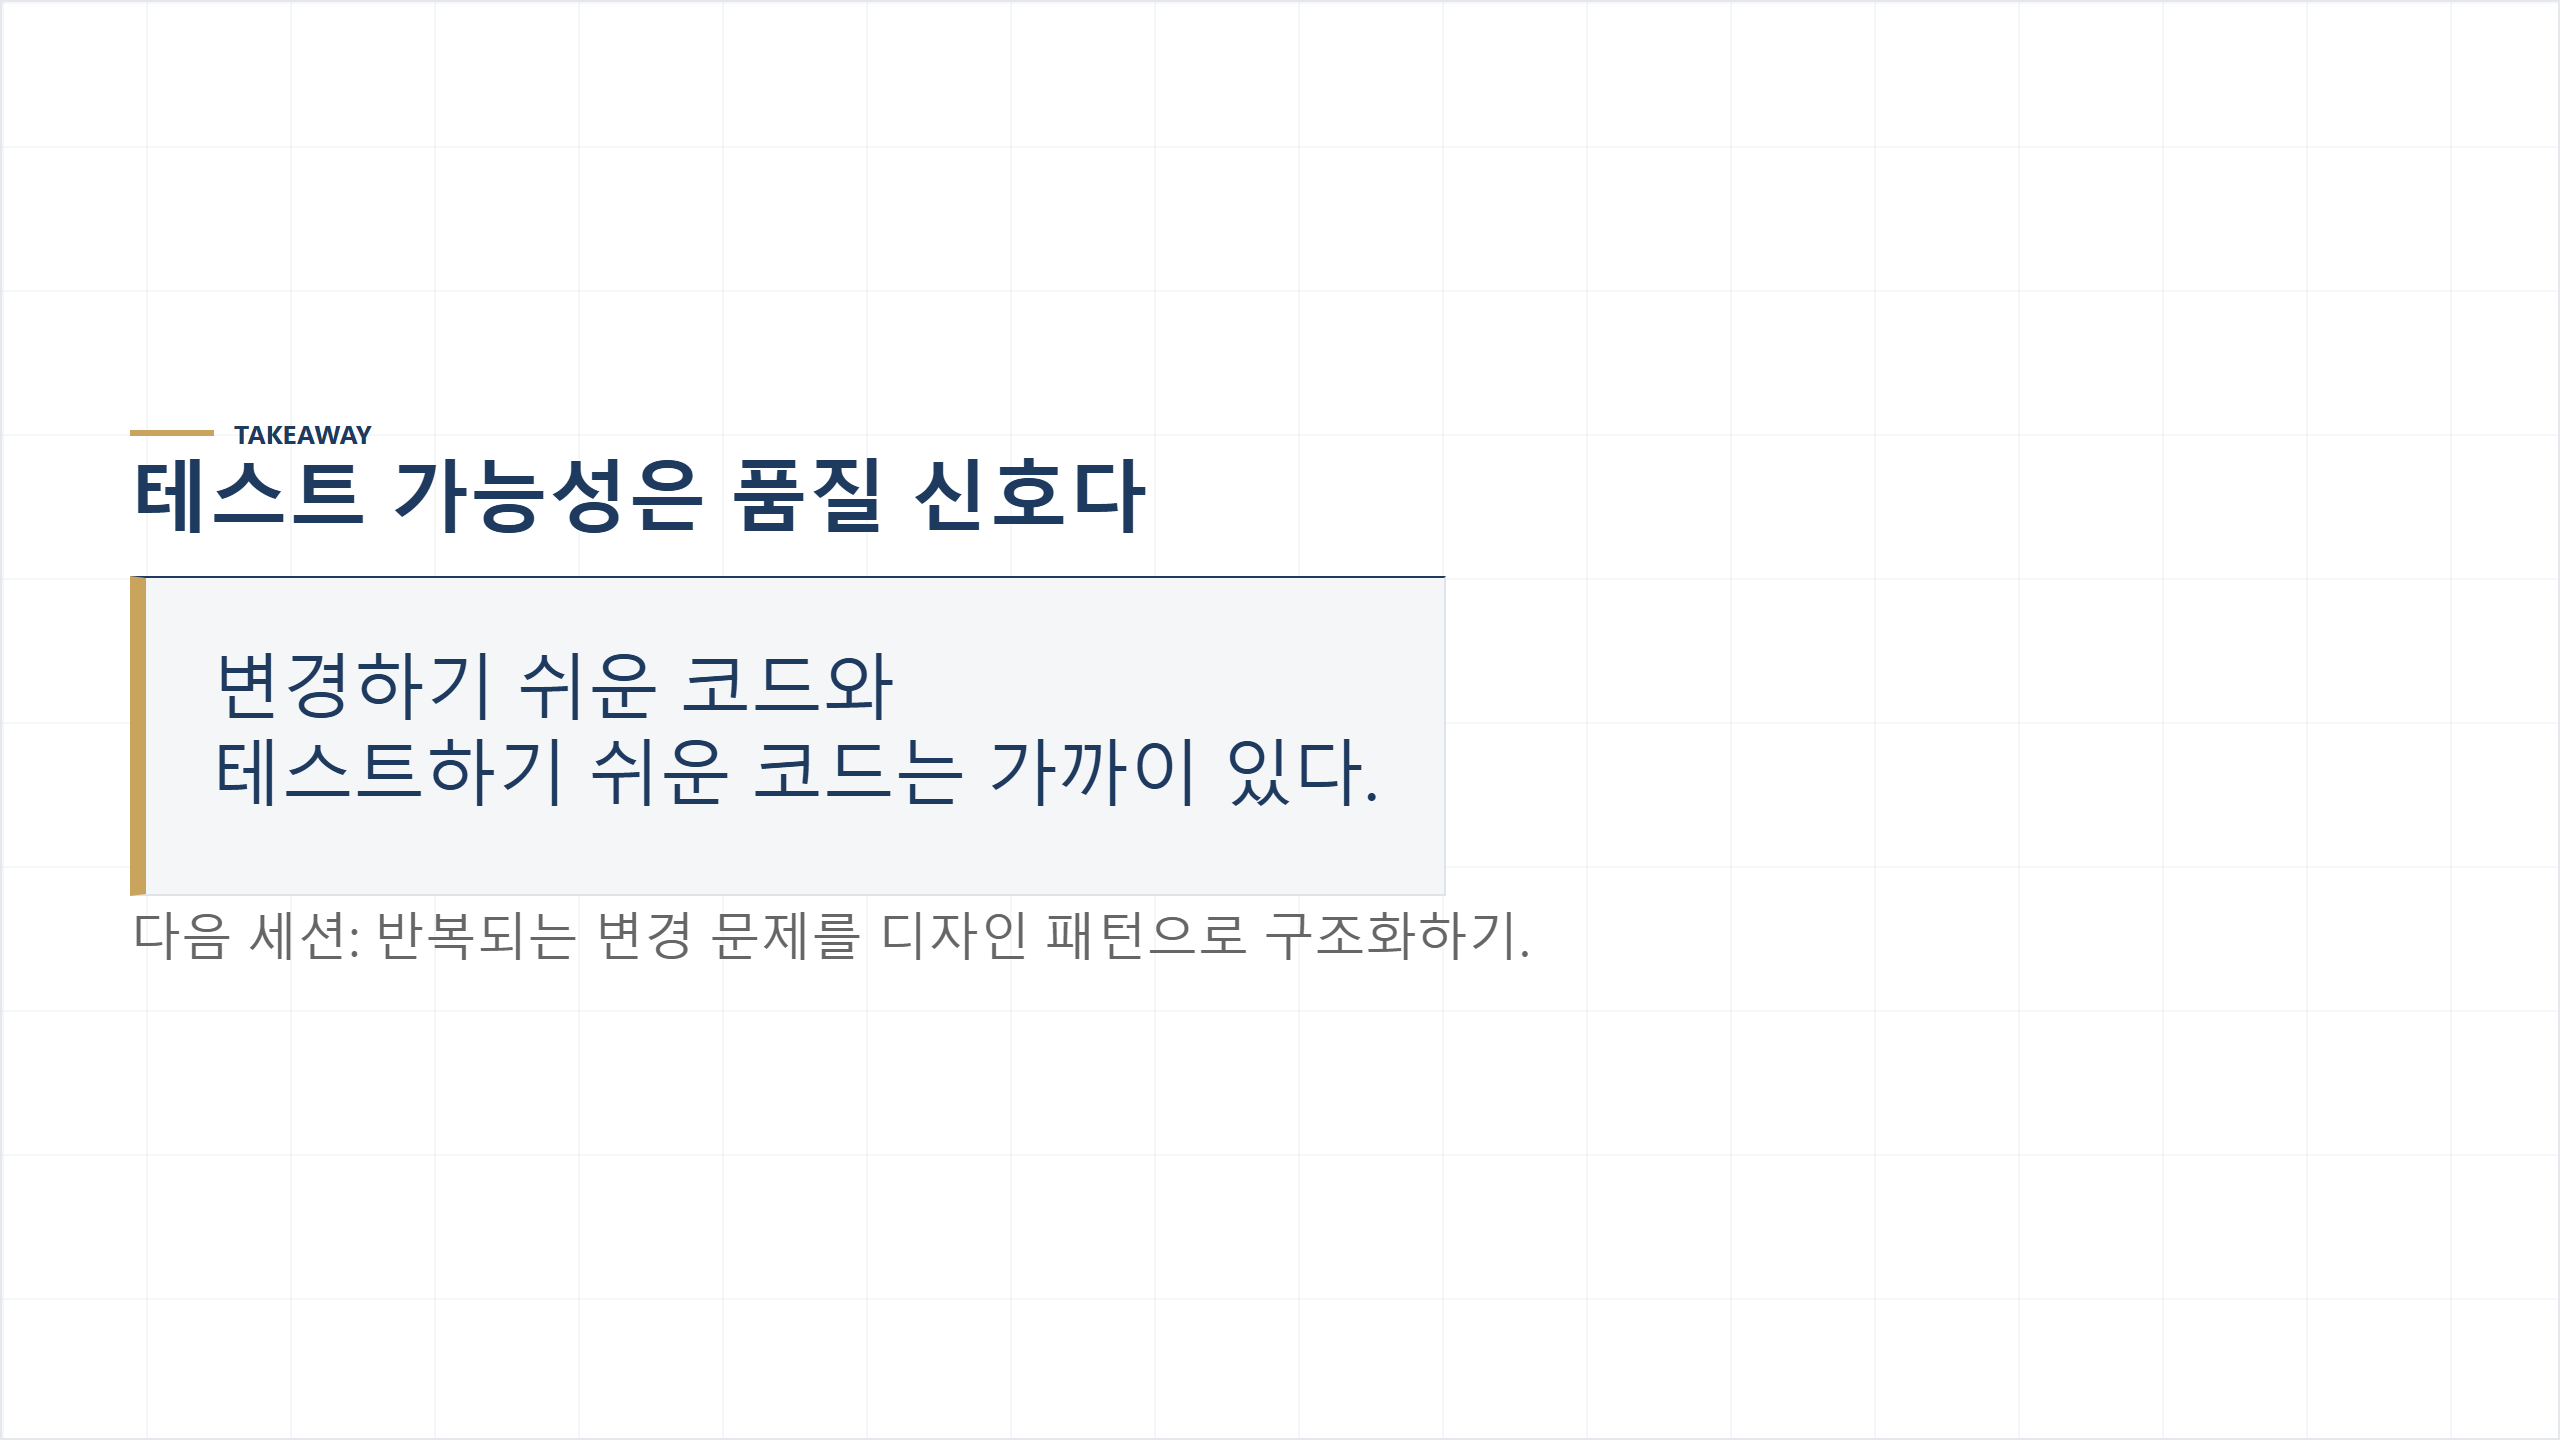 TAKEAWAY
테스트 가능성은 품질 신호다
변경하기 쉬운 코드와
테스트하기 쉬운 코드는 가까이 있다.
다음 세션: 반복되는 변경 문제를 디자인 패턴으로 구조화하기.